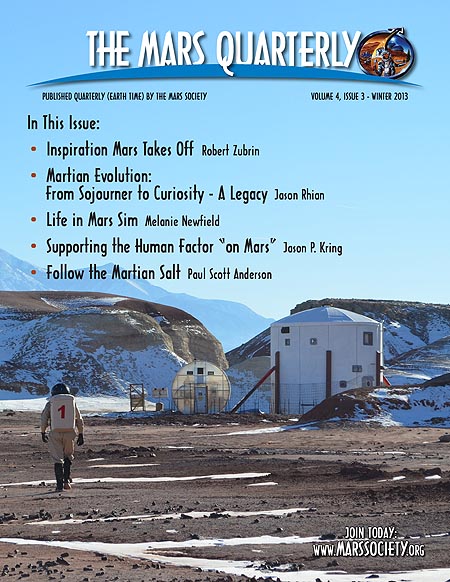 THE MARS QUARTERLY
PUBLISHED QUARTERLY (EARTH TIME) BY THE MARS SOCIETY
VOLUME 4, ISSUE 3 - WINTER 2013
In This Issue:
• Inspiration Mars Takes Off Robert Zubrin
• Martian Evolution:
From Sojourner to Curiosity - A Legacy Jason Rhian
• Life in Mars Sim Melanie Newfield
• Supporting the Human Factor "on Mars" Jason P. Kring
• Follow the Martian Salt Paul Scott Anderson
1
JOIN TODAY:
WWW.MARSSOCIETY.ORG